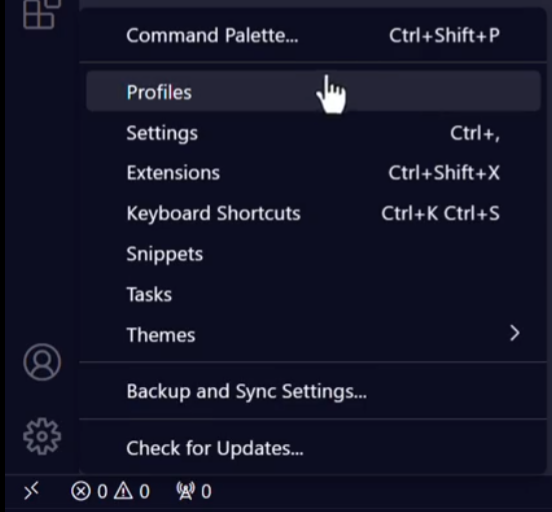 Command Palette... Ctrl+Shift+P
Profiles
Settings Ctrl+,
Extensions Ctrl+Shift+X
Keyboard Shortcuts Ctrl+K Ctrl+S
Snippets
Tasks
Themes
Backup and Sync Settings...
Check for Updates...
0 0 0